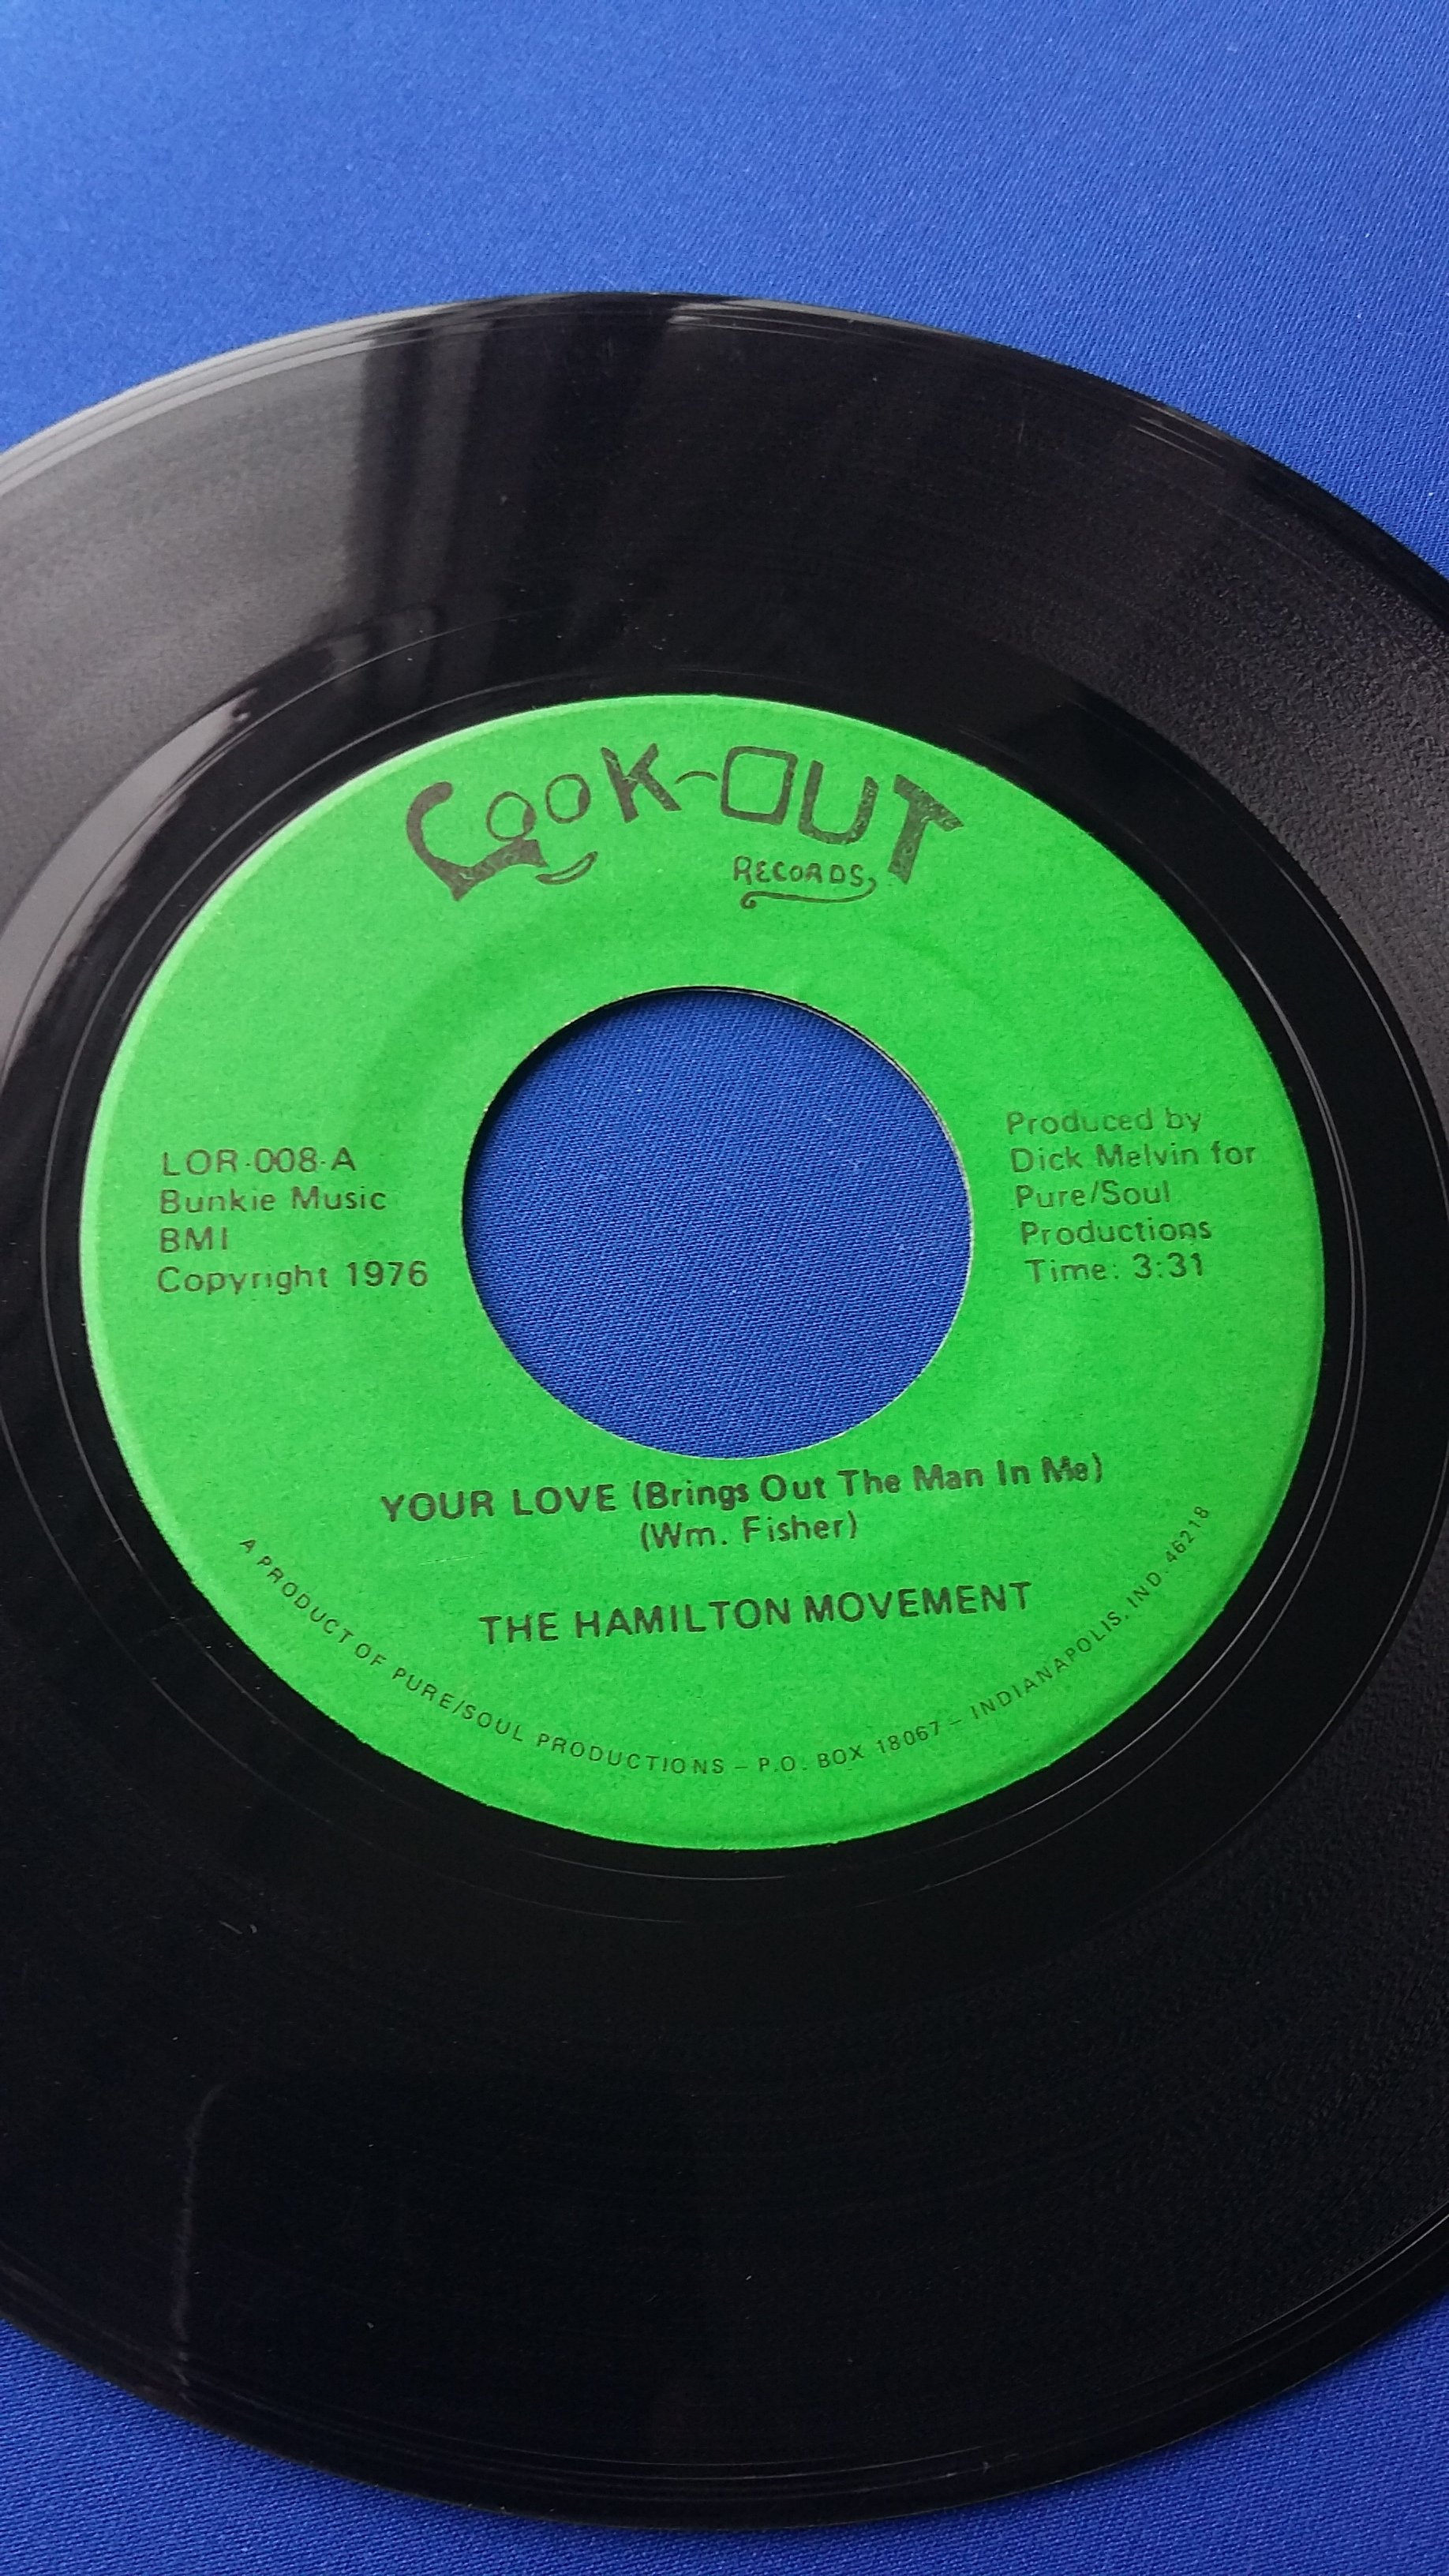 LOOK-OUT
RECORDS
LOR-008-A
Bunkie Music
BMI
Copyright 1976
Produced by
Dick Melvin for
Pure/Soul
Productions
Time: 3:31
YOUR LOVE (Brings Out The Man In Me)
(Wm. Fisher)
THE HAMILTON MOVEMENT
A PRODUCT OF PURE/SOUL PRODUCTIONS – P.O. BOX 18067 – INDIANAPOLIS, IND. 46218